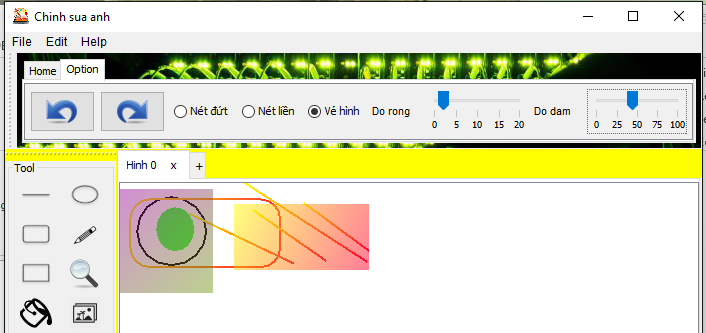 Chinh sua anh
File Edit Help
Home Option
Nét đứt Nét liền Vẽ hình Do rong 0 5 10 15 20 Do dam 0 25 50 75 100
Tool
Hinh 0 x +